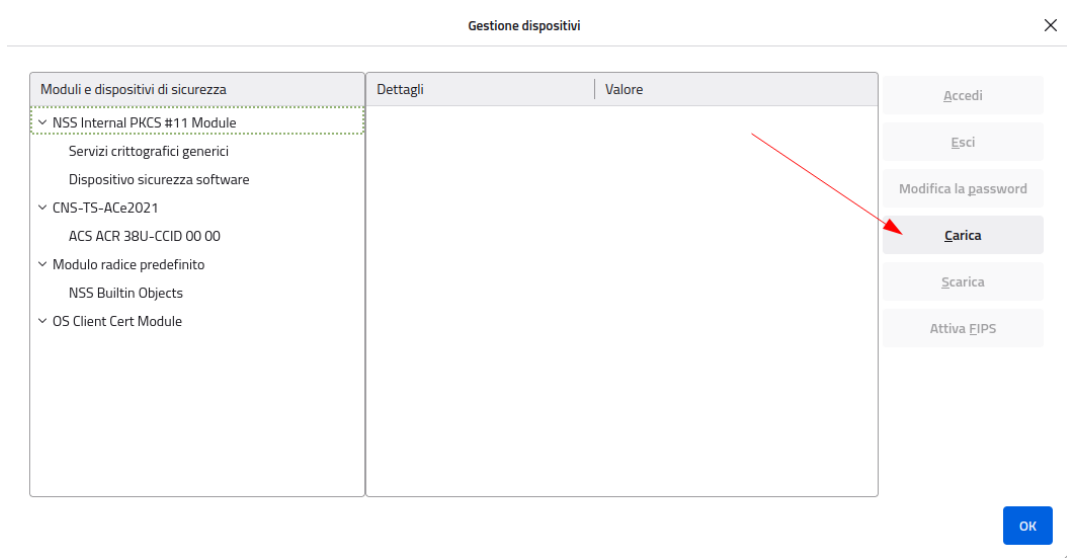 Gestione dispositivi
Moduli e dispositivi di sicurezza
Dettagli
Valore
NSS Internal PKCS #11 Module
Servizi crittografici generici
Dispositivo sicurezza software
CNS-TS-ACe2021
ACS ACR 38U-CCID 00 00
Modulo radice predefinito
NSS Builtin Objects
OS Client Cert Module
Accedi
Esci
Modifica la password
Carica
Scarica
Attiva FIPS
OK